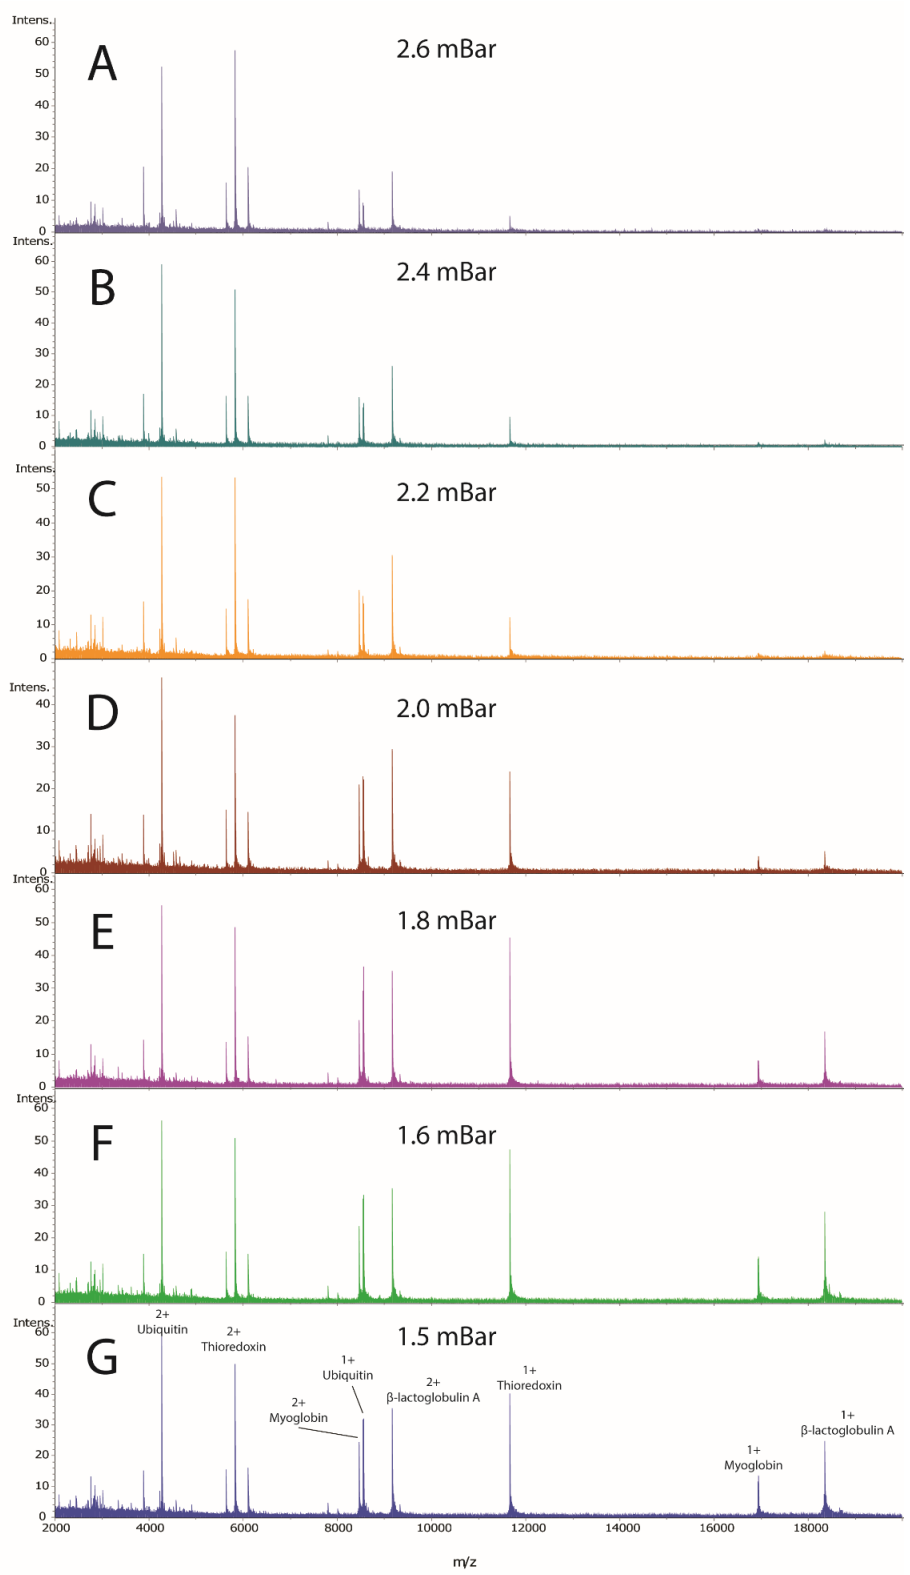 Intens.
A
2.6 mBar
60
50
40
30
20
10
0
Intens.
B
2.4 mBar
60
50
40
30
20
10
0
Intens.
C
2.2 mBar
50
40
30
20
10
0
Intens.
D
2.0 mBar
40
30
20
10
0
Intens.
E
1.8 mBar
60
50
40
30
20
10
0
Intens.
F
1.6 mBar
60
50
40
30
20
10
0
Intens.
G
1.5 mBar
60
50
40
30
20
10
0
2+
Ubiquitin
2+
Thioredoxin
2+
Myoglobin
1+
Ubiquitin
2+
β-lactoglobulin A
1+
Thioredoxin
1+
Myoglobin
1+
β-lactoglobulin A
2000 4000 6000 8000 10000 12000 14000 16000 18000
m/z